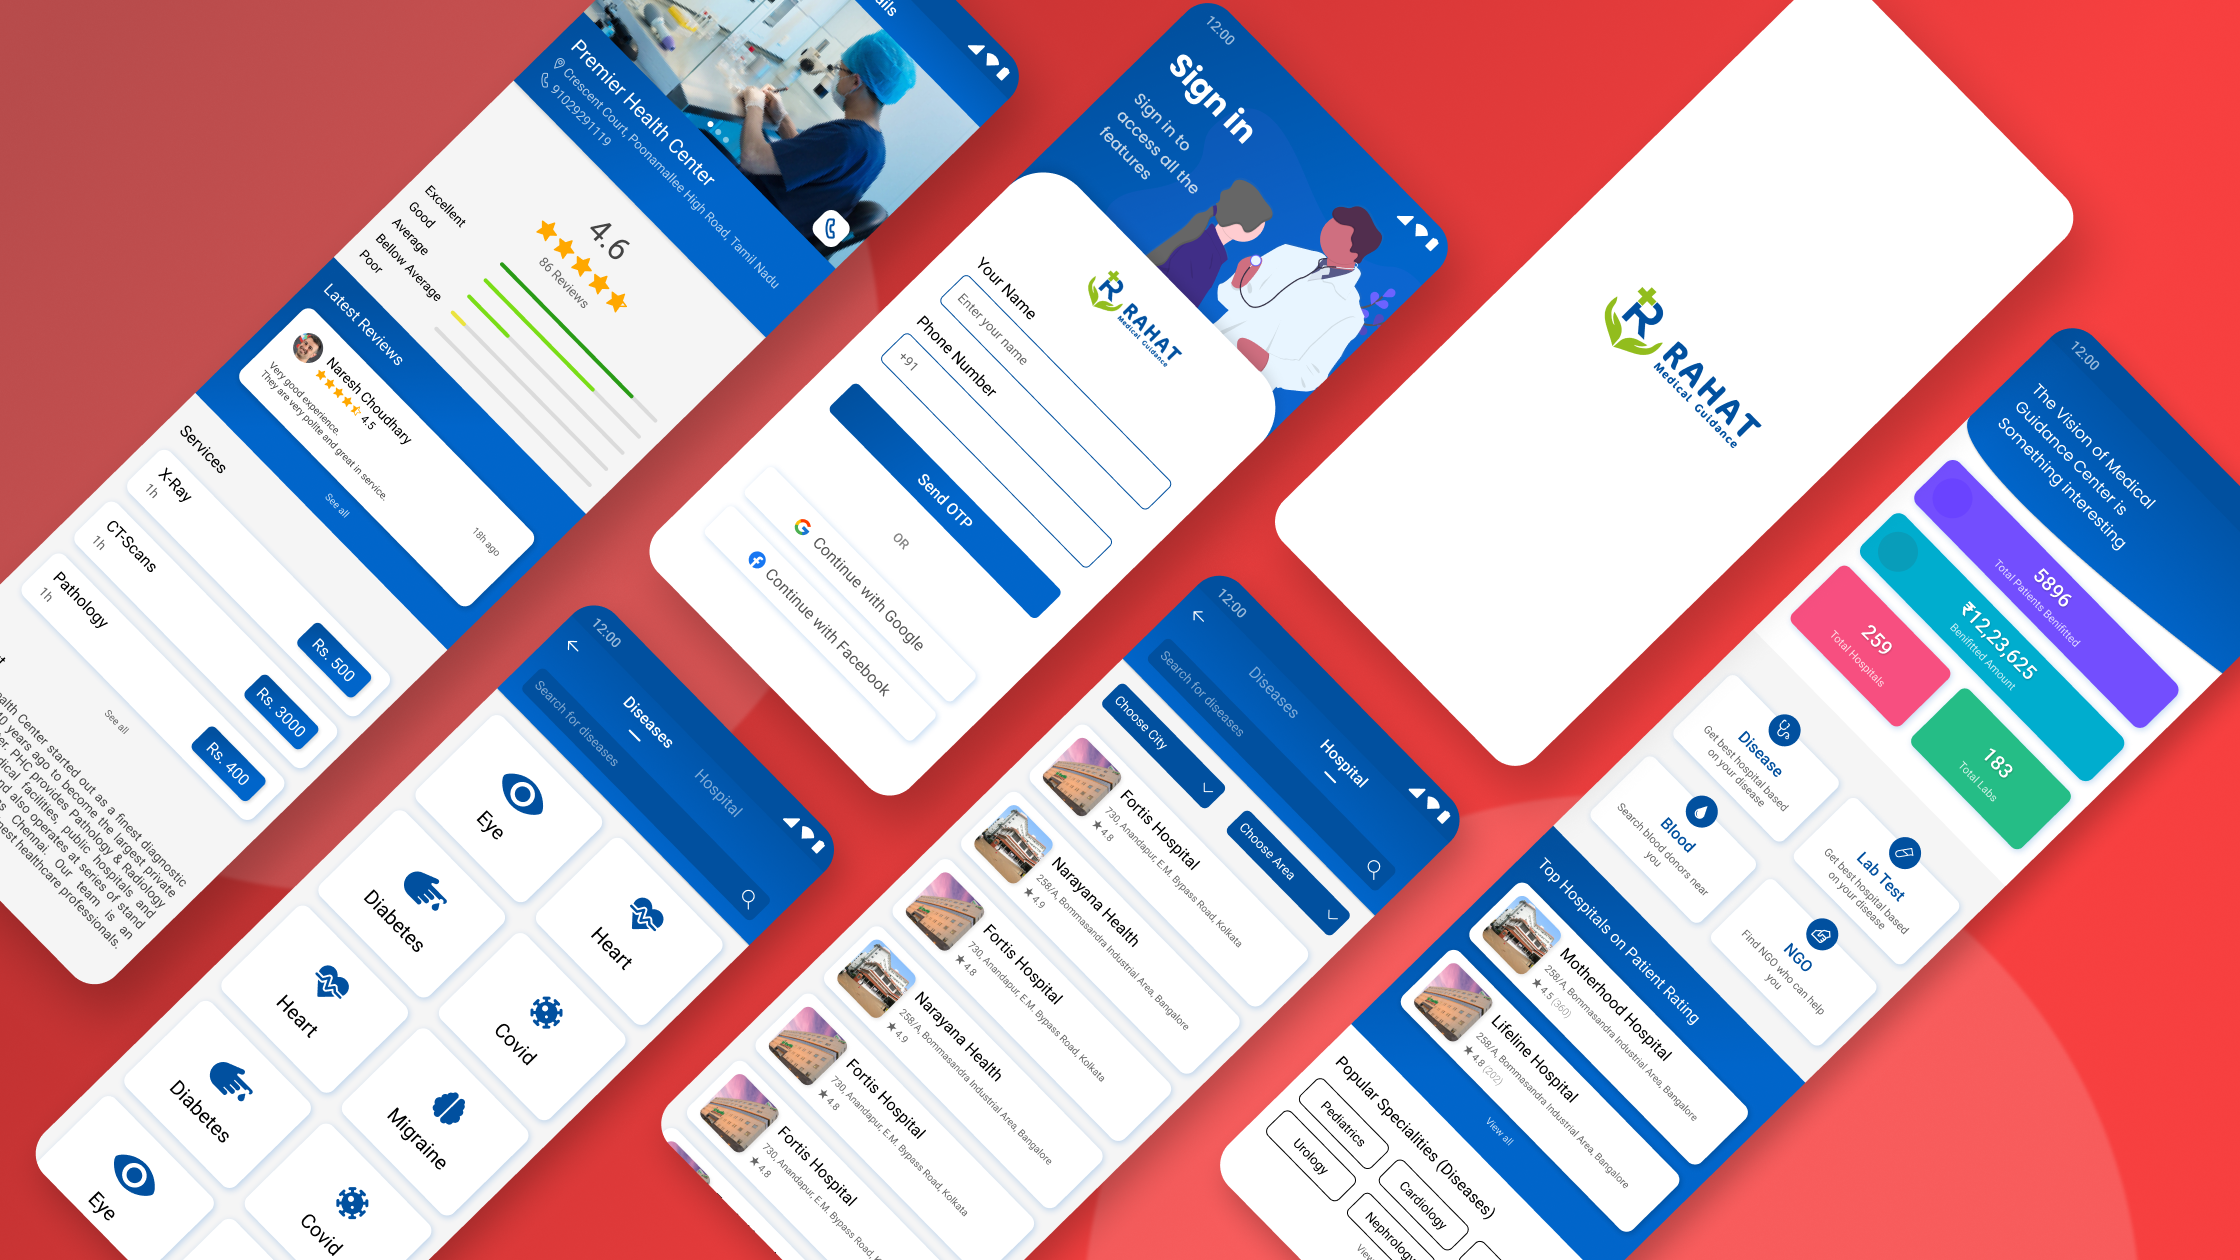 ails
Premier Health Center
Crescent Court, Poonamallee High Road, Tamil Nadu
91029291119
4.6
86 Reviews
Excellent
Good
Average
Bellow Average
Poor
Latest Reviews
Naresh Choudhary
4.5
Very good experience.
They are very polite and great in service.
18h ago
See all
Services
X-Ray
1h
Rs. 500
CT-Scans
1h
Rs. 3000
Pathology
1h
Rs. 400
See all
alth Center started out as a finest diagnostic
40 years ago to become the largest private
er. PHC provides Pathology & Radiology
dical facilities, public hospitals and
nd also operates at series of stand
Chennai. Our team is an
nest healthcare professionals.
12:00
Sign in
Sign in to
access all the
features
RAHAT
Medical Guidance
Your Name
Enter your name
Phone Number
+91
Send OTP
OR
Continue with Google
Continue with Facebook
RAHAT
Medical Guidance
12:00
The Vision of Medical
Guidance Center is
Something interesting
5896
Total Patients Benifitted
₹12,23,625
Benifitted Amount
259
Total Hospitals
183
Total Labs
Disease
Get best hospital based
on your disease
Lab Test
Get best hospital based
on your disease
Blood
Search blood donors near
you
NGO
Find NGO who can help
you
Top Hospitals on Patient Rating
Motherhood Hospital
258/A, Bommasandra Industrial Area, Bangalore
★ 4.5 (360)
Lifeline Hospital
258/A, Bommasandra Industrial Area, Bangalore
★ 4.8 (202)
View all
Popular Specialities (Diseases)
Pediatrics
Cardiology
Urology
Nephrology
12:00
Diseases
Hospital
Search for diseases
Eye
Heart
Diabetes
Covid
Heart
Migraine
Diabetes
Covid
Eye
12:00
Diseases
Hospital
Search for diseases
Choose City
Choose Area
Fortis Hospital
730, Anandapur, E.M. Bypass Road, Kolkata
★ 4.8
Narayana Health
258/A, Bommasandra Industrial Area, Bangalore
★ 4.9
Fortis Hospital
730, Anandapur, E.M. Bypass Road, Kolkata
★ 4.8
Narayana Health
258/A, Bommasandra Industrial Area, Bangalore
★ 4.9
Fortis Hospital
730, Anandapur, E.M. Bypass Road, Kolkata
★ 4.8
Fortis Hospital
730, Anandapur, E.M. Bypass Road, K
★ 4.8